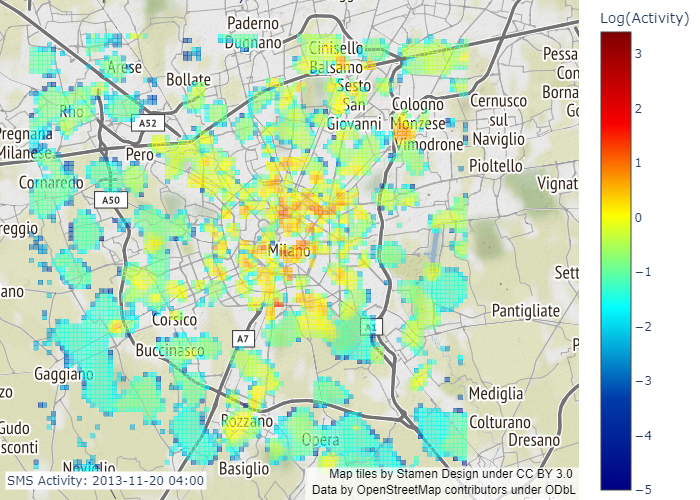 Log(Activity)
Paderno
Dugnano
Cinisello
Balsamo
Arese
Bollate
Sesto
San
Giovanni
Cologno
Monzese
Vimodrone
Cernusco
sul
Naviglio
Pessa
Con
Borna
Go
Rho
A52
Pregnana
Milanese
Pero
Pioltello
Cornaredo
A50
Vignat
reggio
Milano
Sett
ano
Pantigliate
Corsico
A1
A7
P
Buccinasco
Gaggiano
zo
Mediglia
Rozzano
Colturano
Gudo
sconti
Opera
Dresano
Noviglio
Basiglio
SMS Activity: 2013-11-20 04:00
Map tiles by Stamen Design under CC BY 3.0
Data by OpenStreetMap contributors under ODbL
3
2
1
0
−1
−2
−3
−4
−5